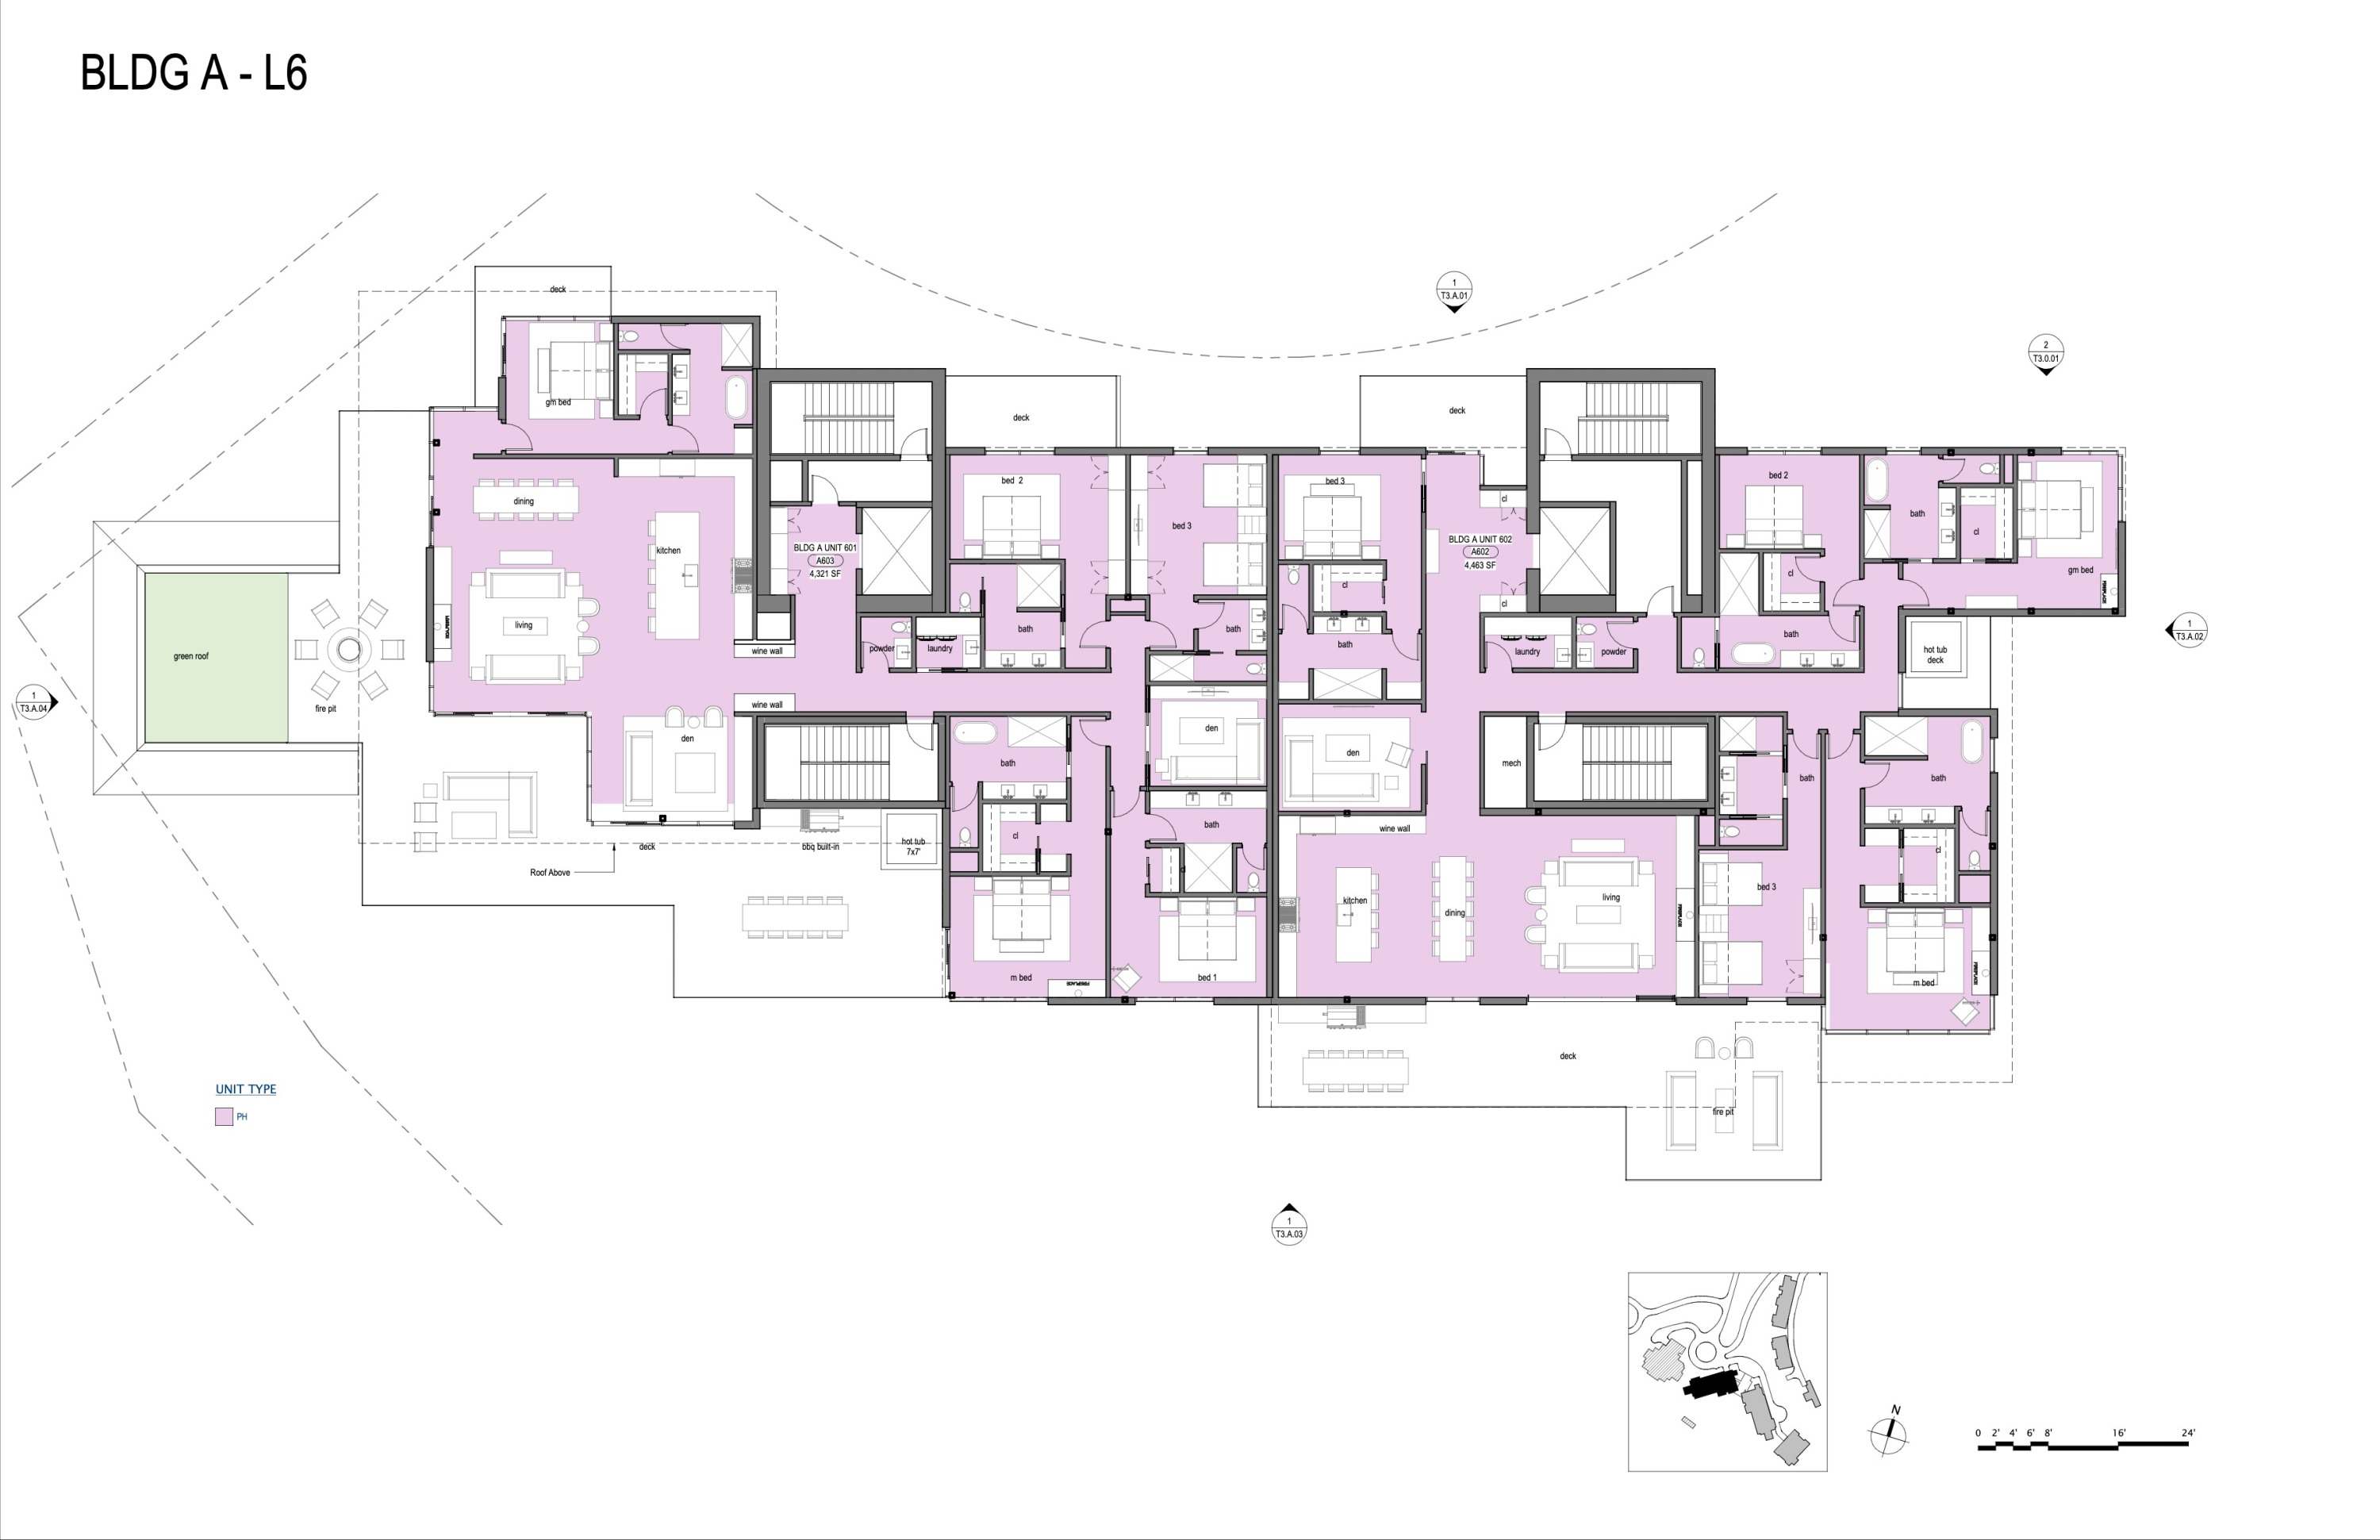 BLDG A - L6
deck
1
T3.A.01
2
T3.0.01
gm bed
deck
deck
dining
kitchen
BLDG A UNIT 601
A603
4,321 SF
bed 2
bed 3
bed 3
cl
BLDG A UNIT 602
A602
4,463 SF
cl
bed 2
bath
cl
gm bed
FIREPLACE
green roof
fire pit
1
T3.A.04
living
FIREPLACE
wine wall
wine wall
den
powder
laundry
bath
bath
cl
bath
laundry
powder
cl
bath
hot tub
deck
1
T3.A.02
den
bath
den
mech
bath
bath
deck
Roof Above
bbq built-in
hot tub
7x7'
cl
bath
cl
wine wall
kitchen
dining
living
FIREPLACE
bed 3
cl
m bed
FIREPLACE
bed 1
m bed
FIREPLACE
deck
fire pit
UNIT TYPE
PH
1
T3.A.03
N
0 2' 4' 6' 8' 16' 24'